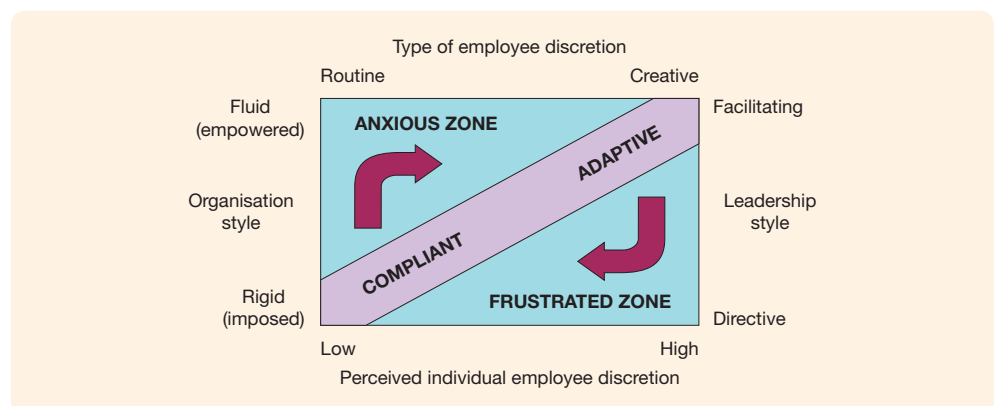 Type of employee discretion
Routine
Creative
Fluid
(empowered)
Facilitating
ANXIOUS ZONE
ADAPTIVE
Organisation
style
Leadership
style
COMPLIANT
Rigid
(imposed)
FRUSTRATED ZONE
Directive
Low
High
Perceived individual employee discretion